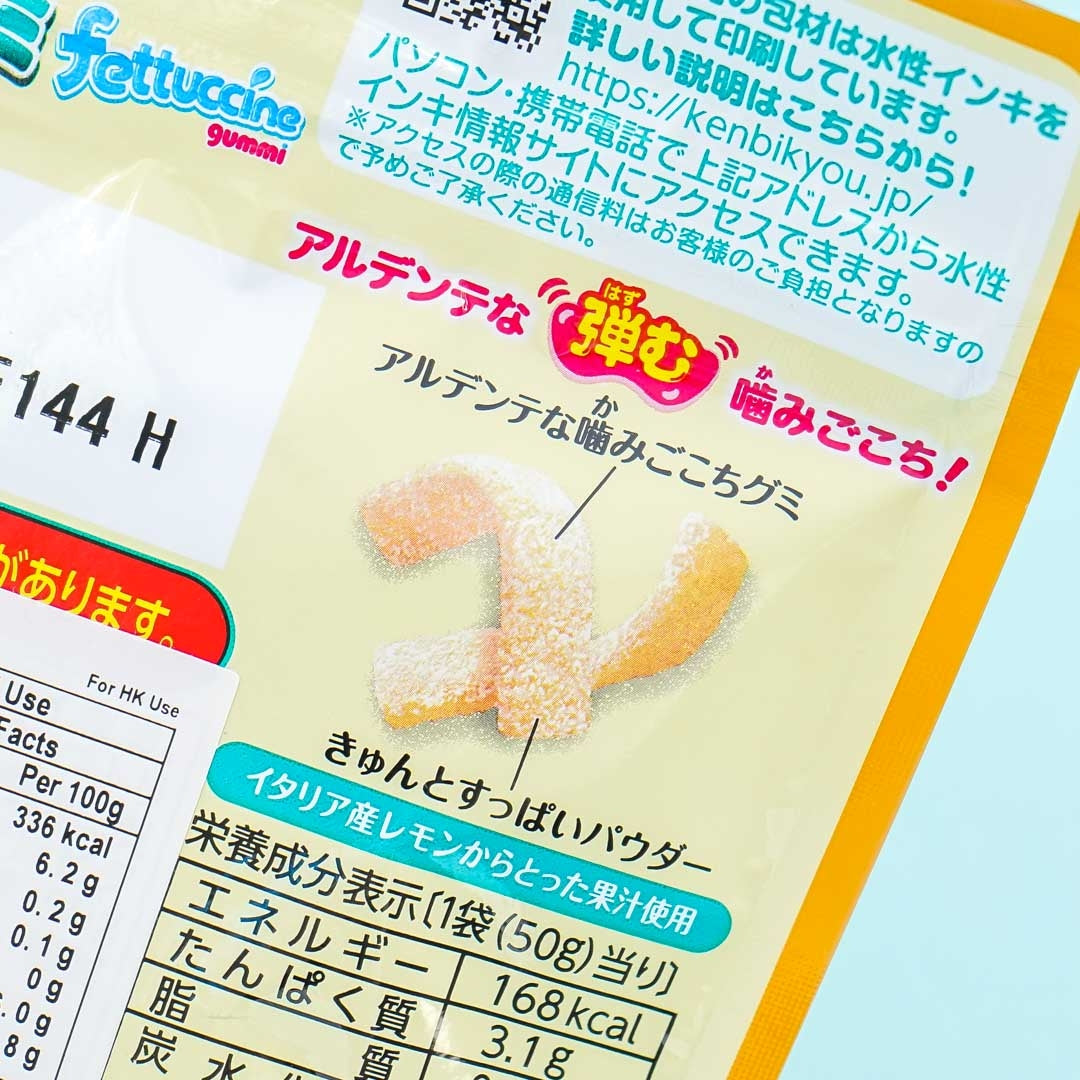 ミ
fettuccine
gummi
の包材は水性インキを
使用して印刷しています。
詳しい説明はこちらから!
https://kenbikyou.jp/
パソコン・携帯電話で上記アドレスから水性
インキ情報サイトにアクセスできます。
※アクセスの際の通信料はお客様のご負担となりますの
で予めご了承ください。
アルデンテな弾む噛みごこち!
はず
か
アルデンテな噛みごこちグミ
か
144 H
があります。
きゅんとすっぱいパウダー
イタリア産レモンからとった果汁使用
栄養成分表示〔1袋(50g)当り〕
エネルギー 168kcal
たんぱく質 3.1g
脂質
炭水
For HK Use
Use
Facts
Per 100g
336 kcal
6.2 g
0.2 g
0.1 g
0 g
.0 g
8 g